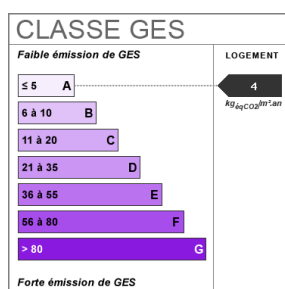 CLASSE GES
Faible émission de GES
LOGEMENT
≤ 5 A
4
kgéqCO2/m².an
6 à 10 B
11 à 20 C
21 à 35 D
36 à 55 E
56 à 80 F
> 80 G
Forte émission de GES